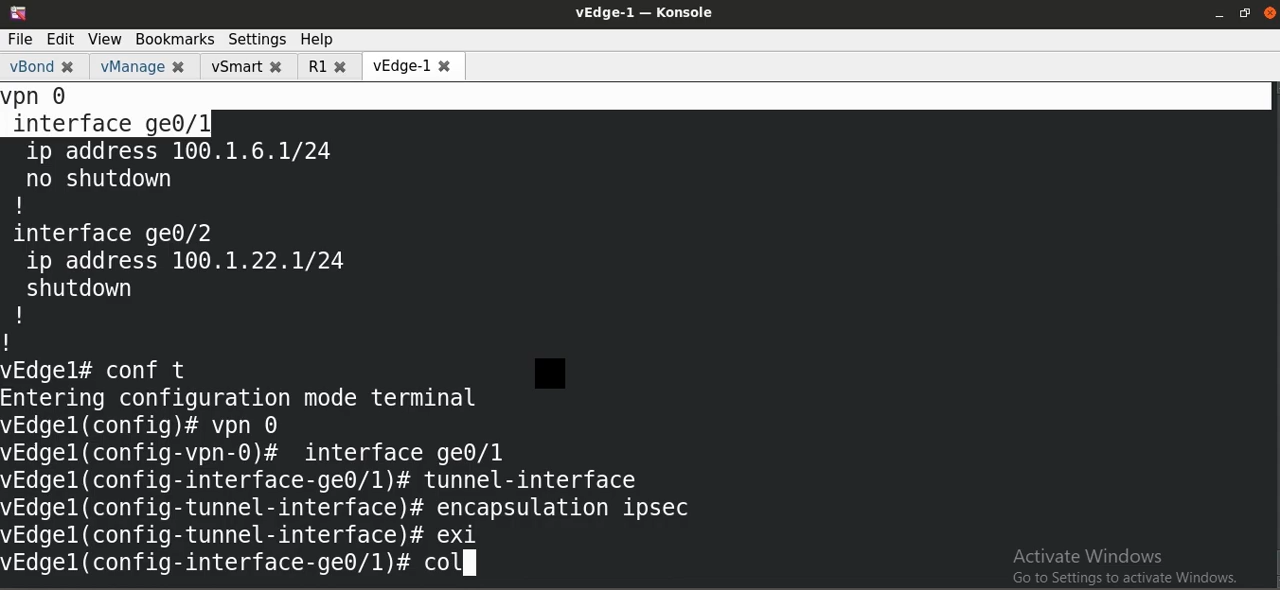 vEdge-1 — Konsole
File Edit View Bookmarks Settings Help
vBond vManage vSmart R1 vEdge-1
vpn 0
 interface ge0/1
  ip address 100.1.6.1/24
  no shutdown
 !
 interface ge0/2
  ip address 100.1.22.1/24
  shutdown
 !
!
vEdge1# conf t
Entering configuration mode terminal
vEdge1(config)# vpn 0
vEdge1(config-vpn-0)#  interface ge0/1
vEdge1(config-interface-ge0/1)# tunnel-interface
vEdge1(config-tunnel-interface)# encapsulation ipsec
vEdge1(config-tunnel-interface)# exi
vEdge1(config-interface-ge0/1)# col
Activate Windows
Go to Settings to activate Windows.